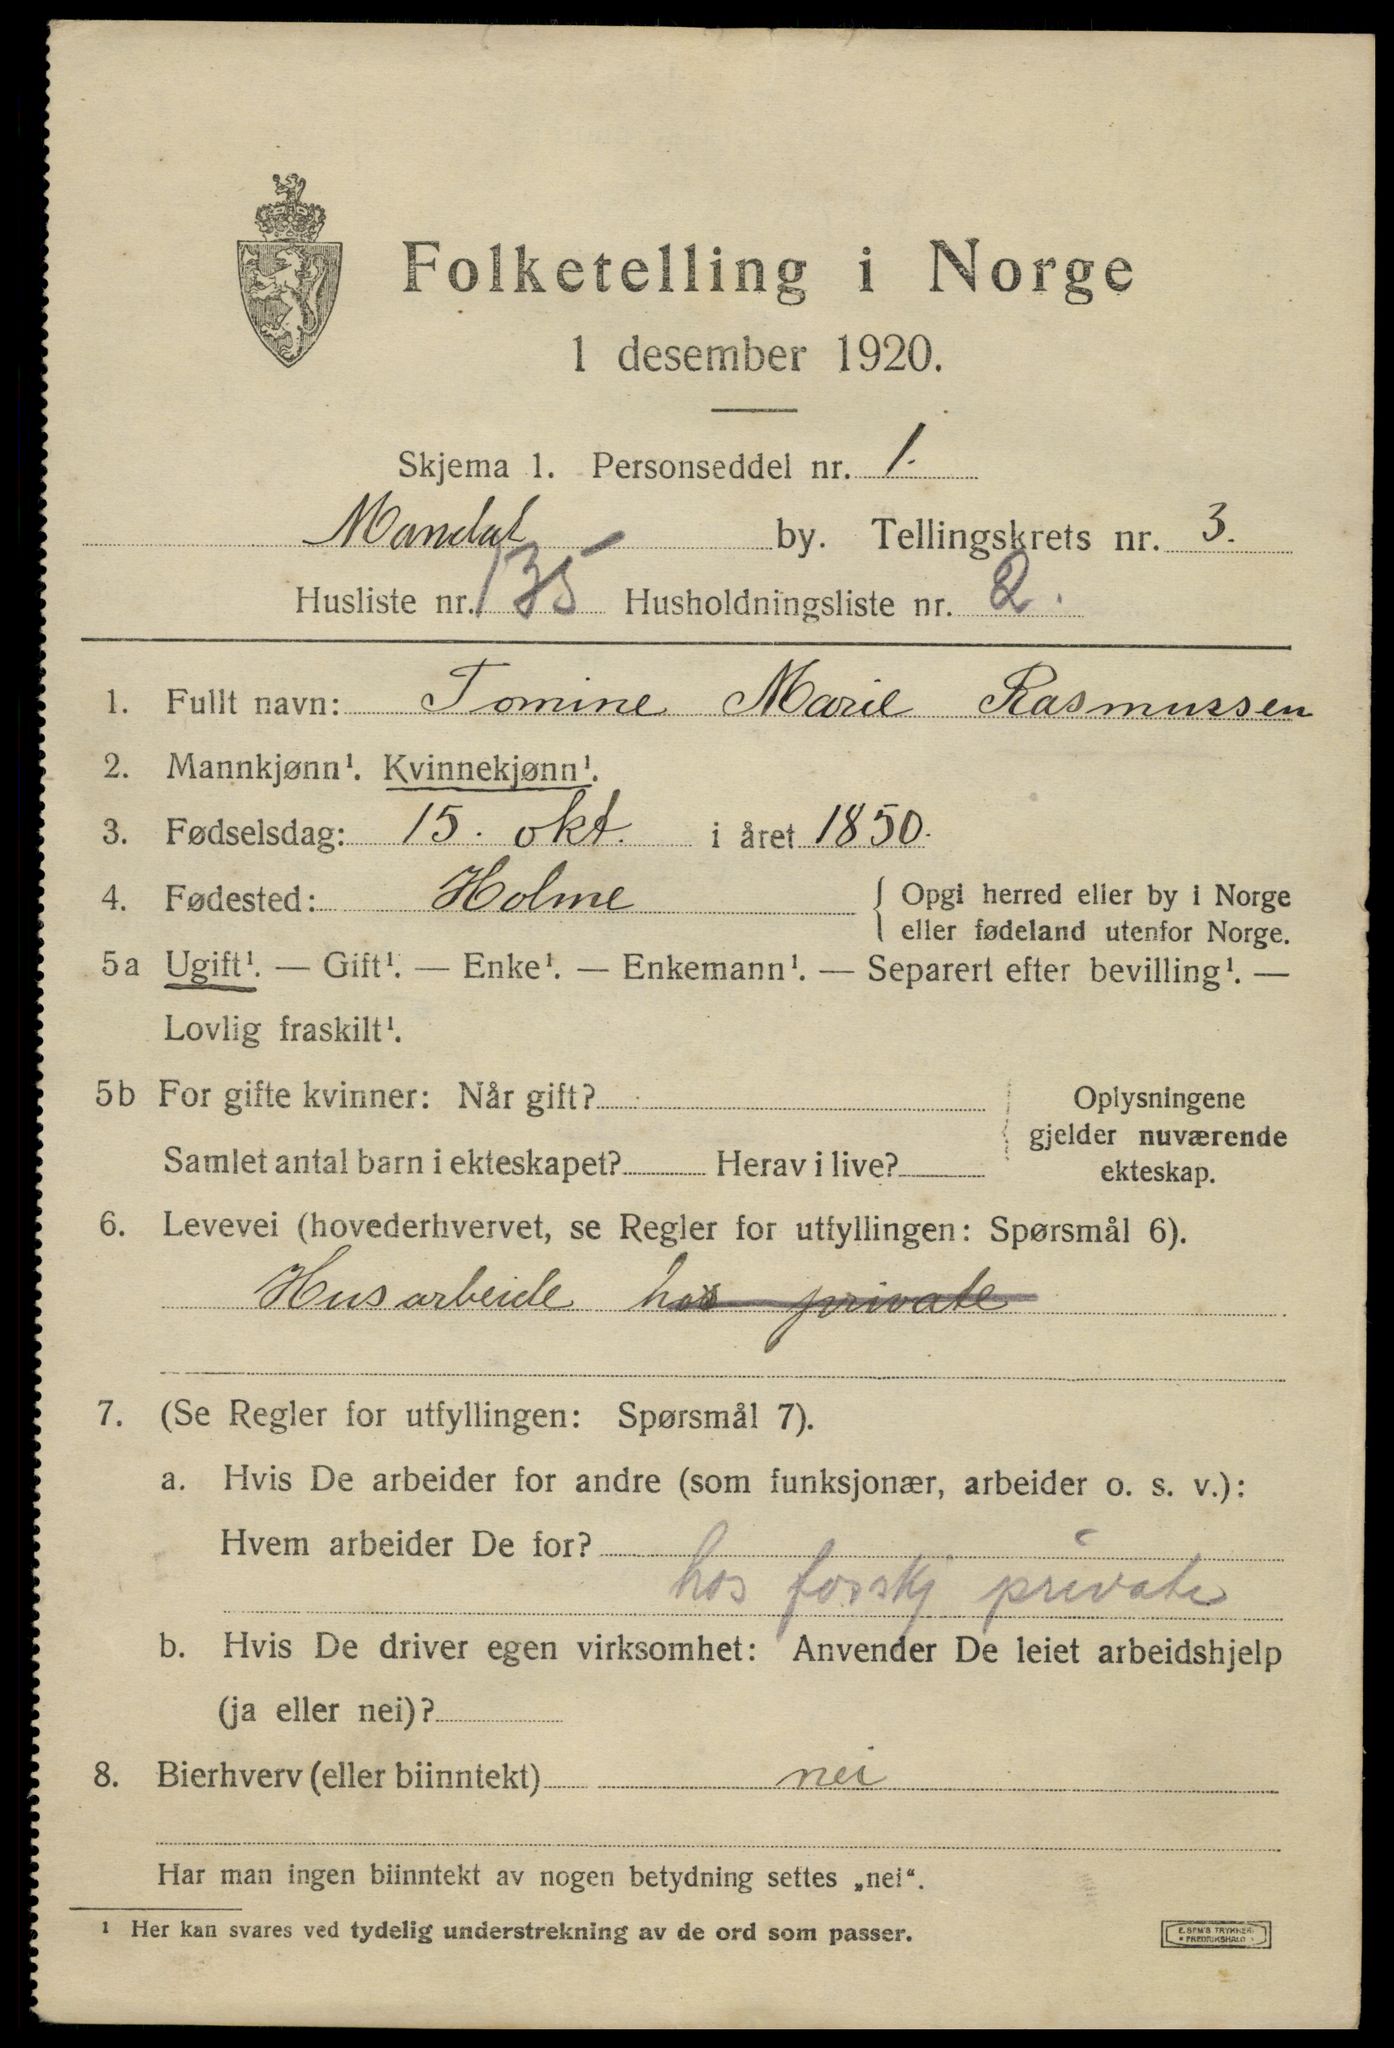 Folketelling i Norge
1 desember 1920.
Skjema 1. Personseddel nr. 1.
Mandal by. Tellingskrets nr. 3.
Husliste nr. 135 Husholdningsliste nr. 2.
1. Fullt navn: Tomine Marie Rasmussen
2. Mannkjønn¹. Kvinnekjønn¹.
3. Fødselsdag: 15. okt. i året 1850.
4. Fødested: Holme { Opgi herred eller by i Norge
eller fødeland utenfor Norge.
5a Ugift¹. — Gift¹. — Enke¹. — Enkemann¹. — Separert efter bevilling¹. —
Lovlig fraskilt¹.
5b For gifte kvinner: Når gift?
Samlet antal barn i ekteskapet? Herav i live?
Oplysningene
gjelder nuværende
ekteskap.
6. Levevei (hovederhvervet, se Regler for utfyllingen: Spørsmål 6).
Husarbeide hos private
7. (Se Regler for utfyllingen: Spørsmål 7).
a. Hvis De arbeider for andre (som funksjonær, arbeider o. s. v.):
Hvem arbeider De for?
hos forskj private
b. Hvis De driver egen virksomhet: Anvender De leiet arbeidshjelp
(ja eller nei)?
8. Bierhverv (eller biinntekt) nei
Har man ingen biinntekt av nogen betydning settes „nei“.
¹ Her kan svares ved tydelig understrekning av de ord som passer.
E. SEM'S TRYKKERI
FREDRIKSHALD